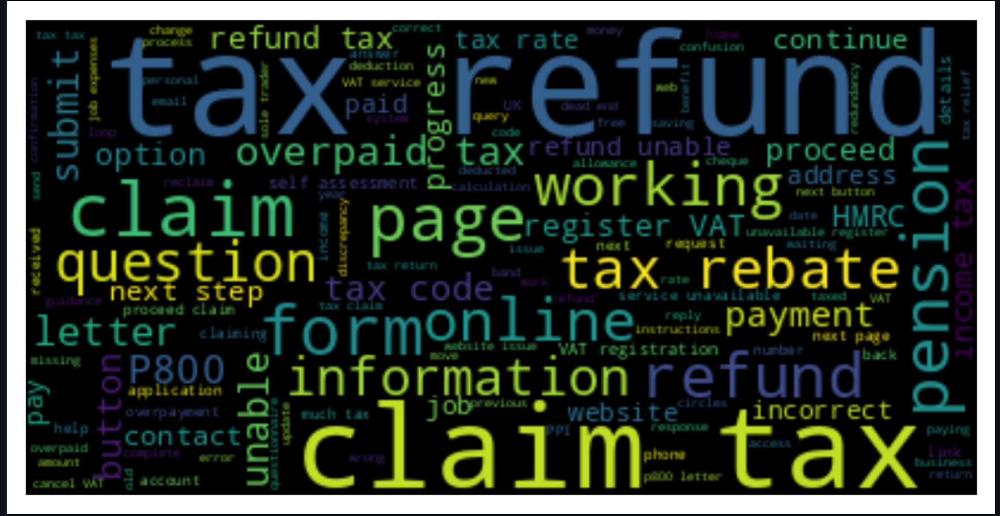 tax tax
change
process
refund tax
correct
tax rate
money
home
confusion
continue
submit
job expenses
tax refund
answer
deduction
personal
VAT service
email
sole trader
paid
system
progress
new
UK
dead end
query
free
code
web
benefit
saving
redundancy
details
tax relief
confirmation
loop
option
overpaid tax
refund unable
proceed
allowance
cheque
deducted
calculation
working
address
next button
send
claim
reclaim
self assessment
year
page
register VAT
date
HMRC
unavailable register
pension
income tax
received
question
income
discrepancy
issue
next
request
waiting
tax return
tax rebate
band
work
rate
next step
tax code
refund'
service unavailable
taxed
VAT
guidance
proceed claim
tax claim
form
online
reply
payment
letter
claiming
instructions
next page
website issue
move
VAT registration
number
back
missing
button
P800
application
unable
information
refund
pay
overpayment
job
previous
circles
website
incorrect
help
contact
questionnaire
update
much tax
claim tax
PPI
response
paying
access
overpaid
amount
complete
error
wrong
phone
link
business
return
cancel VAT
old
account
p800 letter